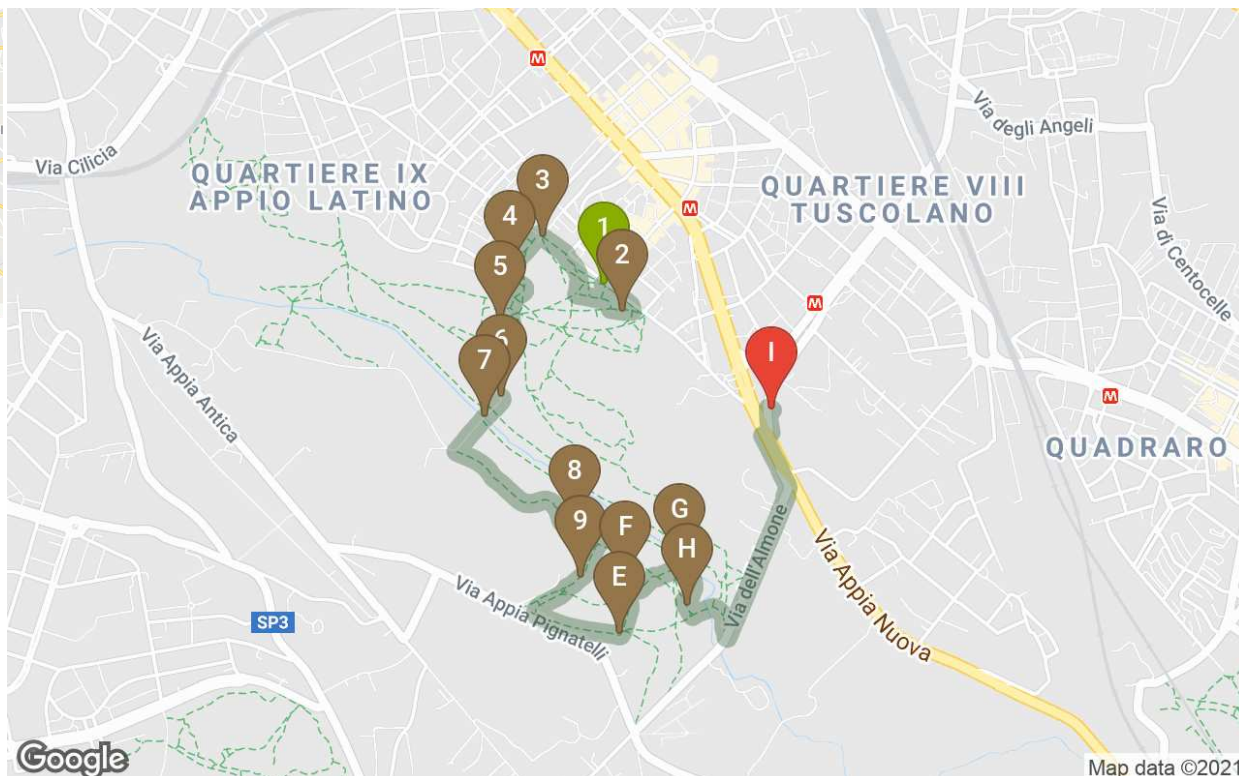 M
Via degli Angeli
Via Cilicia
QUARTIERE IX
APPIO LATINO
3
QUARTIERE VIII
TUSCOLANO
M
4
1
Via di Centocelle
2
5
M
Via Appia Antica
6
7
I
M
QUADRARO
8
G
9
F
H
E
Via dell'Almone
Via Appia Nuova
Via Appia Pignatelli
SP3
Google
Map data ©2021